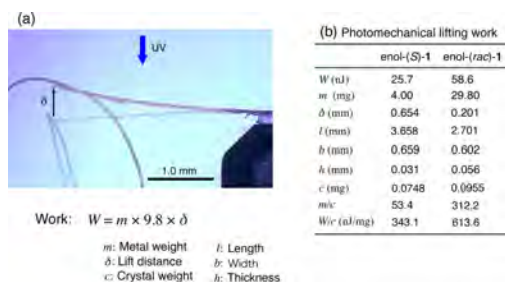 (a)
UV
δ
1.0 mm
Work: W = m × 9.8 × δ
m: Metal weight l: Length
δ: Lift distance b: Width
c: Crystal weight h: Thickness
(b) Photomechanical lifting work
enol-(S)-1 enol-(rac)-1
W (nJ) 25.7 58.6
m (mg) 4.00 29.80
δ (mm) 0.654 0.201
l (mm) 3.658 2.701
b (mm) 0.659 0.602
h (mm) 0.031 0.056
c (mg) 0.0748 0.0955
m/c 53.4 312.2
W/c (nJ/mg) 343.1 613.6